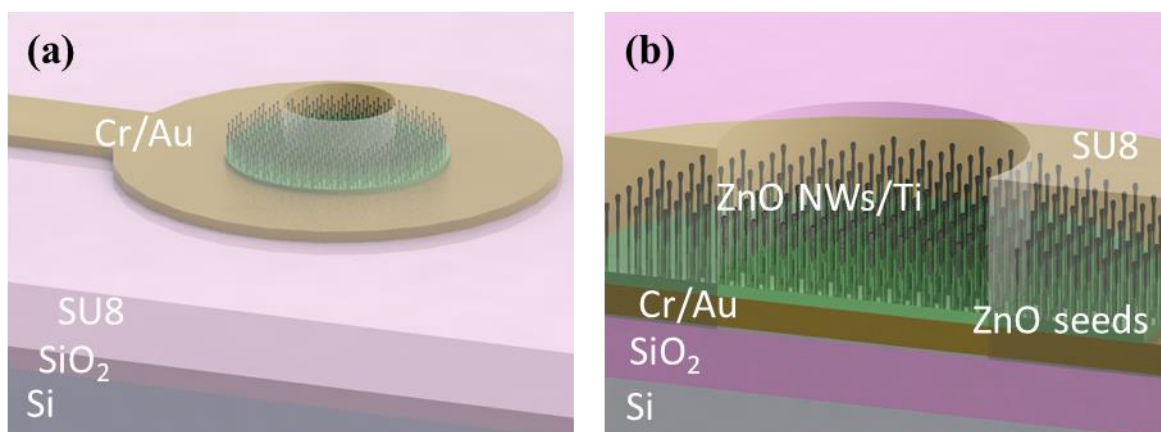 (a)
Cr/Au
SU8
SiO₂
Si
(b)
SU8
ZnO NWs/Ti
Cr/Au
ZnO seeds
SiO₂
Si